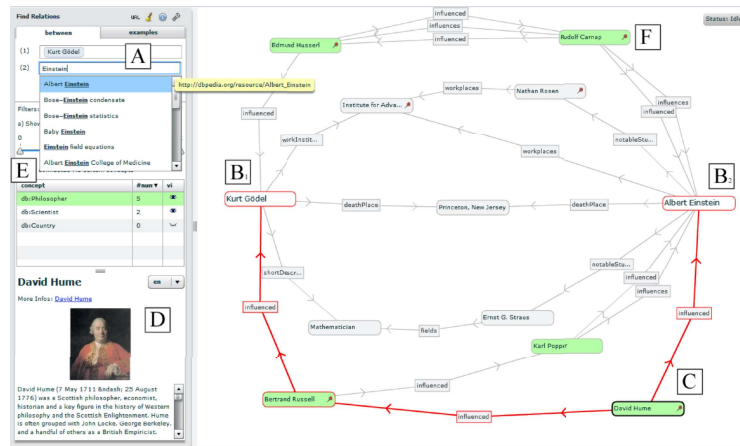 Find Relations
URL
between
examples
(1)
Kurt Gödel
A
(2)
Einstein
Albert Einstein
http://dbpedia.org/resource/Albert_Einstein
Bose–Einstein condensate
Bose–Einstein statistics
Baby Einstein
Einstein field equations
Albert Einstein College of Medicine
Filters:
a) Show
0
E
concept
#num ▼
vi
db:Philosopher
5
db:Scientist
2
db:Country
0
David Hume
en
More Infos: David Hume
D
David Hume (7 May 1711 &ndash; 25 August
1776) was a Scottish philosopher, economist,
historian and a key figure in the history of Western
philosophy and the Scottish Enlightenment. Hume
is often grouped with John Locke, George Berkeley,
and a handful of others as a British Empiricist.
Status: Idle
influenced
Edmund Husserl
influenced
influenced
Rudolf Carnap
F
workplaces
Nathan Rosen
influences
influenced
Institute for Adva...
influenced
workInstit...
workplaces
notableStu...
B1
B2
Kurt Gödel
deathPlace
Princeton, New Jersey
deathPlace
Albert Einstein
shortDescr...
notableStu...
influences
influences
Ernst G. Straus
Mathematician
fields
influenced
influenced
Karl Popper
C
influenced
Bertrand Russell
influenced
David Hume